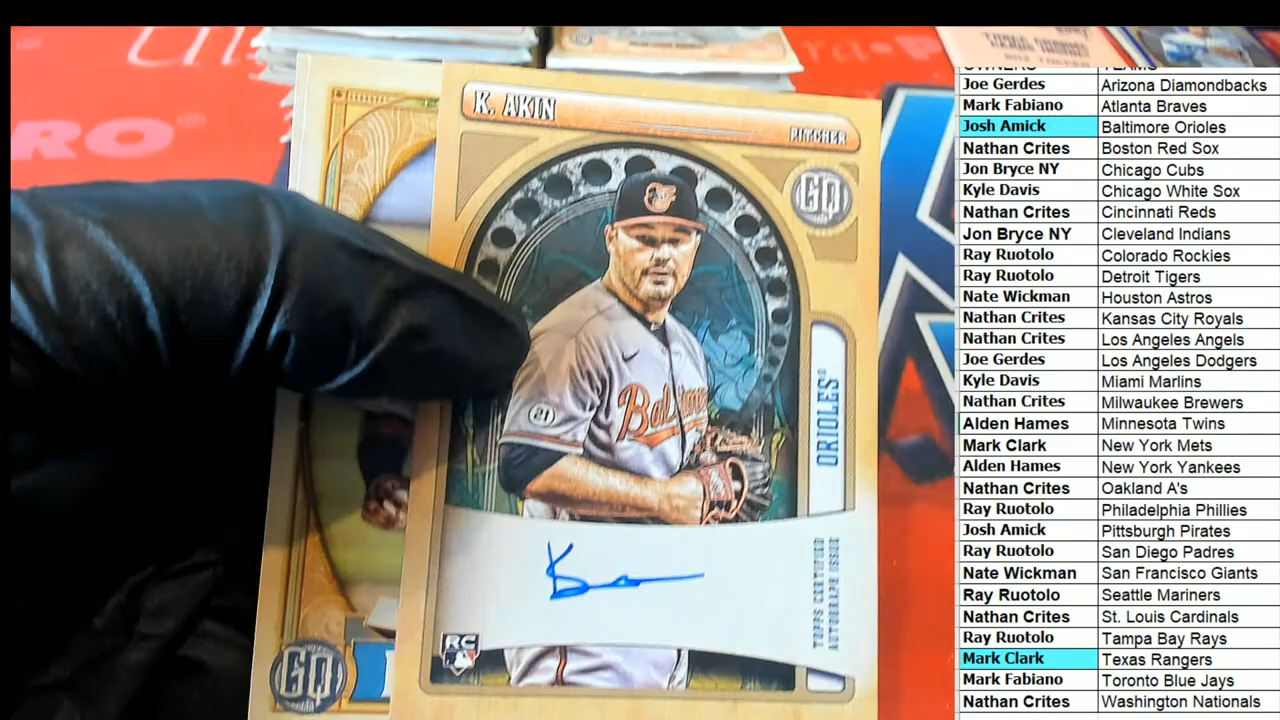 RO®
K. AKIN
PITCHER
GQ
21
ORIOLES®
TOPPS CERTIFIED
AUTOGRAPH ISSUE
RC
GQ
OWNERS TEAMS
Joe Gerdes Arizona Diamondbacks
Mark Fabiano Atlanta Braves
Josh Amick Baltimore Orioles
Nathan Crites Boston Red Sox
Jon Bryce NY Chicago Cubs
Kyle Davis Chicago White Sox
Nathan Crites Cincinnati Reds
Jon Bryce NY Cleveland Indians
Ray Ruotolo Colorado Rockies
Ray Ruotolo Detroit Tigers
Nate Wickman Houston Astros
Nathan Crites Kansas City Royals
Nathan Crites Los Angeles Angels
Joe Gerdes Los Angeles Dodgers
Kyle Davis Miami Marlins
Nathan Crites Milwaukee Brewers
Alden Hames Minnesota Twins
Mark Clark New York Mets
Alden Hames New York Yankees
Nathan Crites Oakland A's
Ray Ruotolo Philadelphia Phillies
Josh Amick Pittsburgh Pirates
Ray Ruotolo San Diego Padres
Nate Wickman San Francisco Giants
Ray Ruotolo Seattle Mariners
Nathan Crites St. Louis Cardinals
Ray Ruotolo Tampa Bay Rays
Mark Clark Texas Rangers
Mark Fabiano Toronto Blue Jays
Nathan Crites Washington Nationals